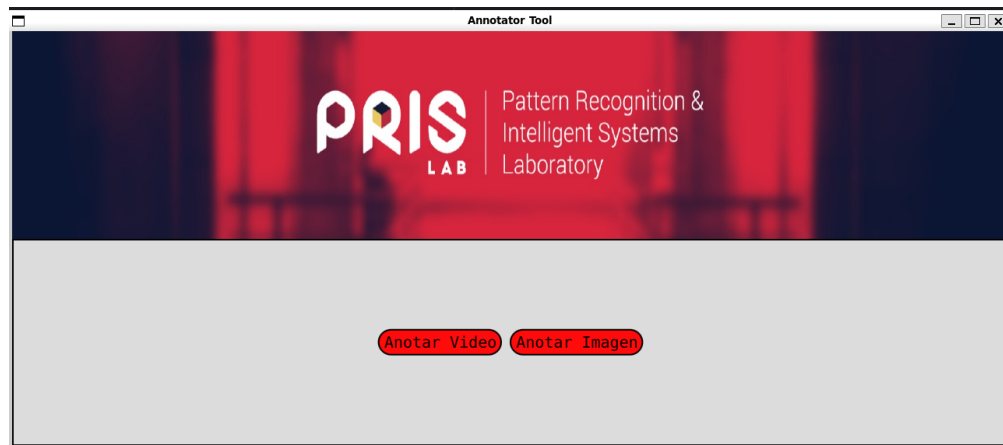 Annotator Tool
PRIS
LAB
Pattern Recognition &
Intelligent Systems
Laboratory
Anotar Video
Anotar Imagen